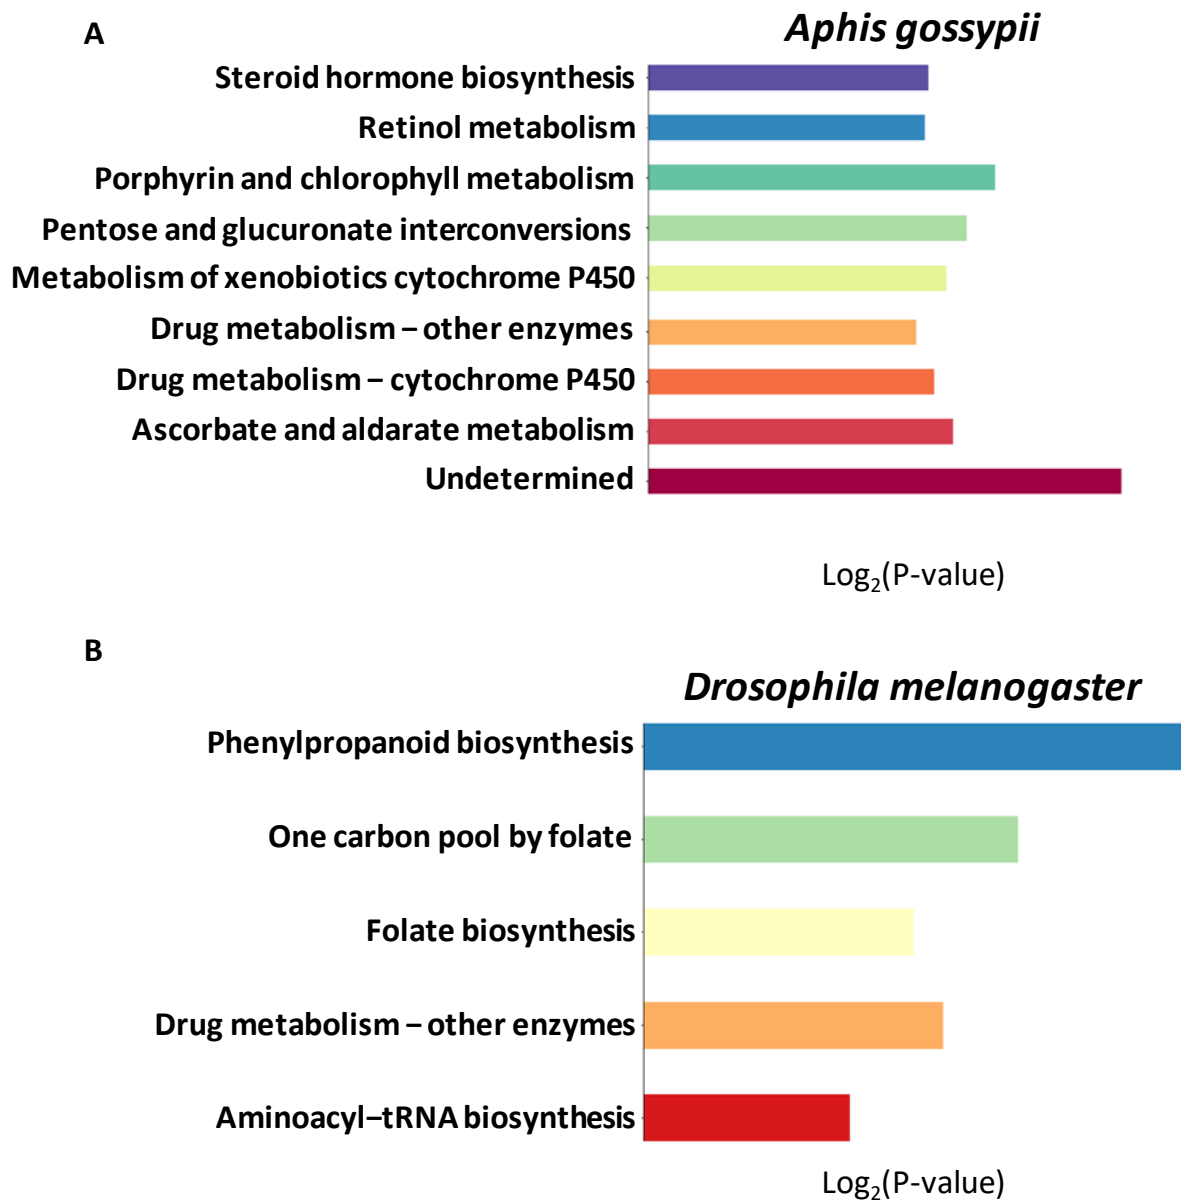 A
Aphis gossypii
Steroid hormone biosynthesis
Retinol metabolism
Porphyrin and chlorophyll metabolism
Pentose and glucuronate interconversions
Metabolism of xenobiotics cytochrome P450
Drug metabolism – other enzymes
Drug metabolism – cytochrome P450
Ascorbate and aldarate metabolism
Undetermined
Log₂(P-value)
B
Drosophila melanogaster
Phenylpropanoid biosynthesis
One carbon pool by folate
Folate biosynthesis
Drug metabolism – other enzymes
Aminoacyl–tRNA biosynthesis
Log₂(P-value)